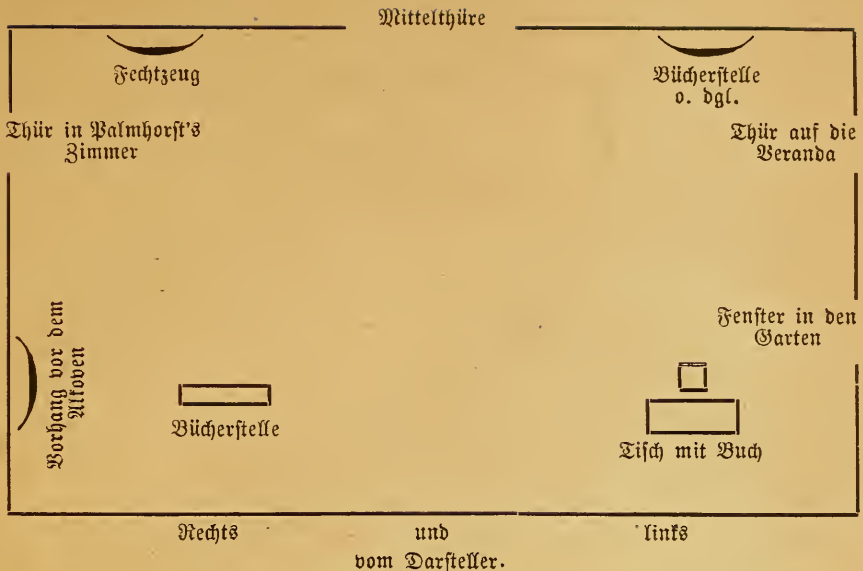 Mittelthüre
Fechtzeug
Bücherstelle
o. dgl.
Thür in Palmhorst's
Zimmer
Thür auf die
Veranda
Vorhang vor dem
Alkoven
Fenster in den
Garten
Bücherstelle
Tisch mit Buch
Rechts und links
vom Darsteller.